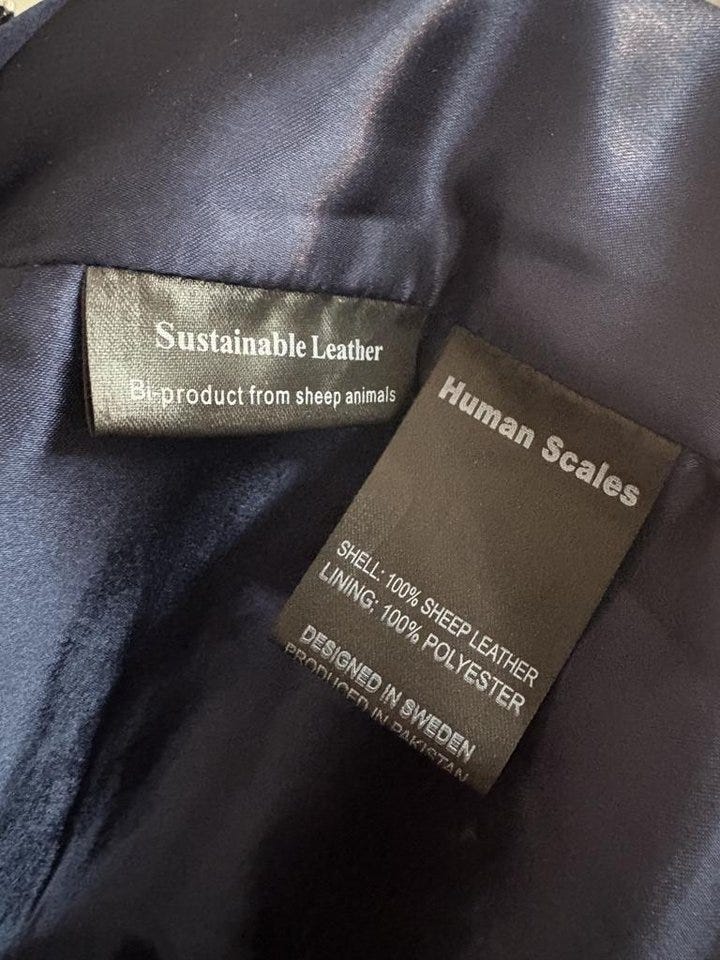 Sustainable Leather
Bi-product from sheep animals
Human Scales
SHELL: 100% SHEEP LEATHER
LINING: 100% POLYESTER
DESIGNED IN SWEDEN
PRODUCED IN PAKISTAN